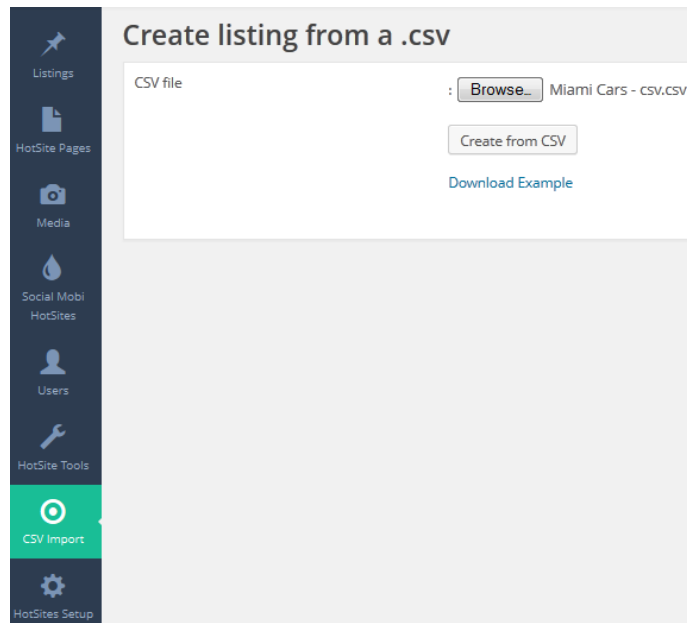 Create listing from a .csv
Listings
CSV file
: Browse... Miami Cars - csv.csv
Create from CSV
Download Example
HotSite Pages
Media
Social Mobi
HotSites
Users
HotSite Tools
CSV Import
HotSites Setup